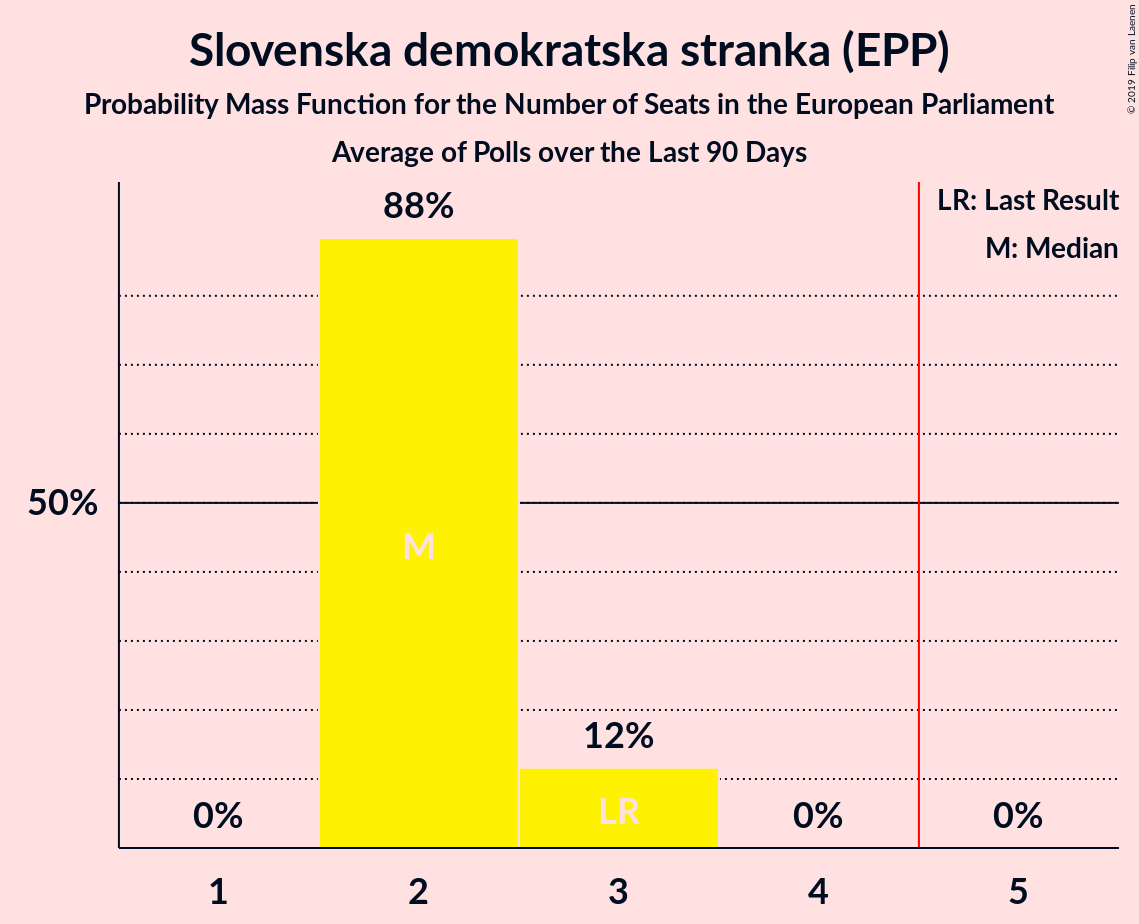 Slovenska demokratska stranka (EPP)
Probability Mass Function for the Number of Seats in the European Parliament
Average of Polls over the Last 90 Days
© 2019 Filip van Laenen
LR: Last Result
M: Median
88%
50%
M
12%
LR
0%
0%
0%
1
2
3
4
5